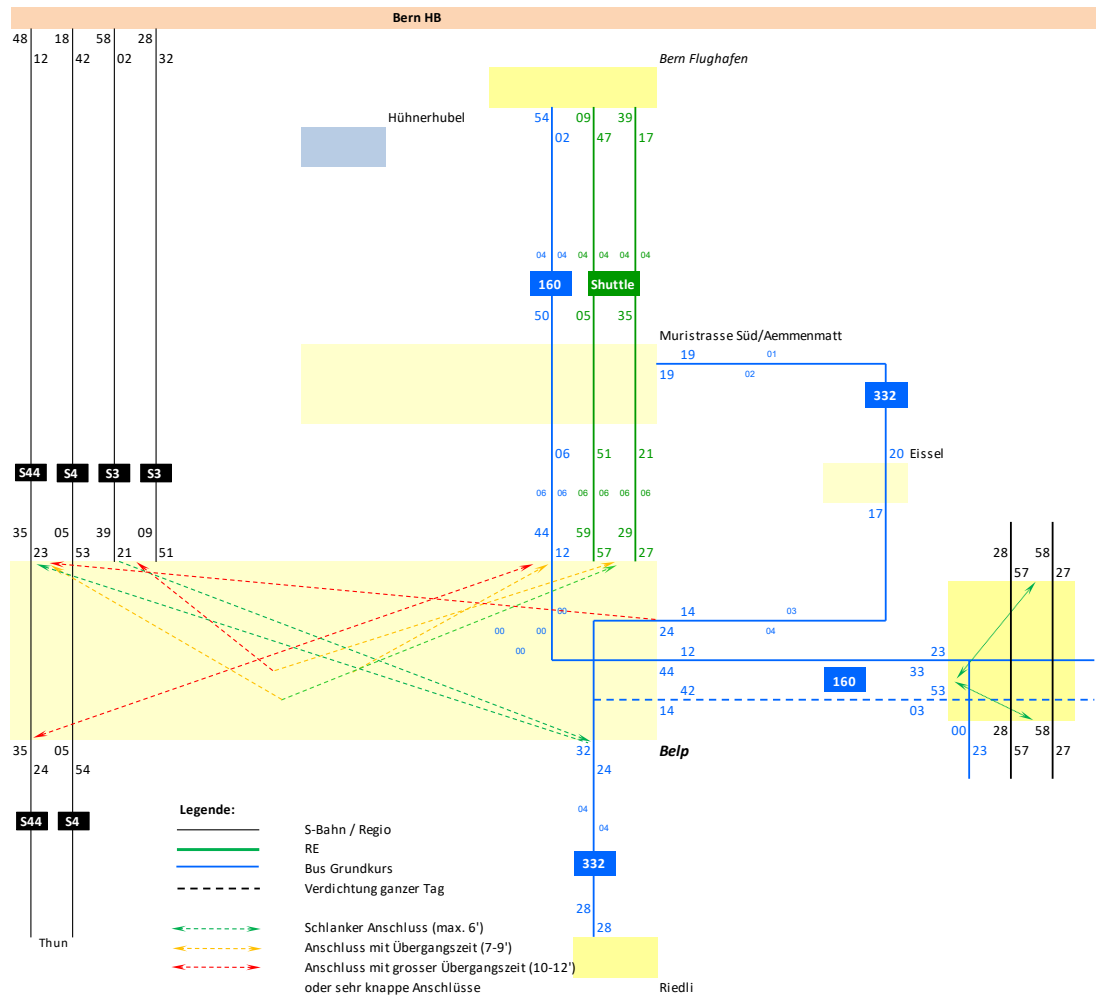 Bern HB
48 18 58 28
12 42 02 32
Bern Flughafen
Hühnerhubel
54 09 39
02 47 17
04 04 04 04 04 04
160 Shuttle
50 05 35
Muristrasse Süd/Aemmenmatt
19 01
19 02
332
06 51 21
20 Eissel
S44 S4 S3 S3
06 06 06 06 06 06
17
35 05 39 09
44 59 29
23 53 21 51
12 57 27
28 58
57 27
00
14 03
00 00
24 04
00
12 23
44 33
160
42 53
14 03
00 28 58
35 05
32
Belp
23 57 27
24 54
24
04
04
S44 S4
332
28
28
Legende:
S-Bahn / Regio
RE
Bus Grundkurs
Verdichtung ganzer Tag
Schlanker Anschluss (max. 6')
Anschluss mit Übergangszeit (7-9')
Anschluss mit grosser Übergangszeit (10-12')
oder sehr knappe Anschlüsse
Thun
Riedli